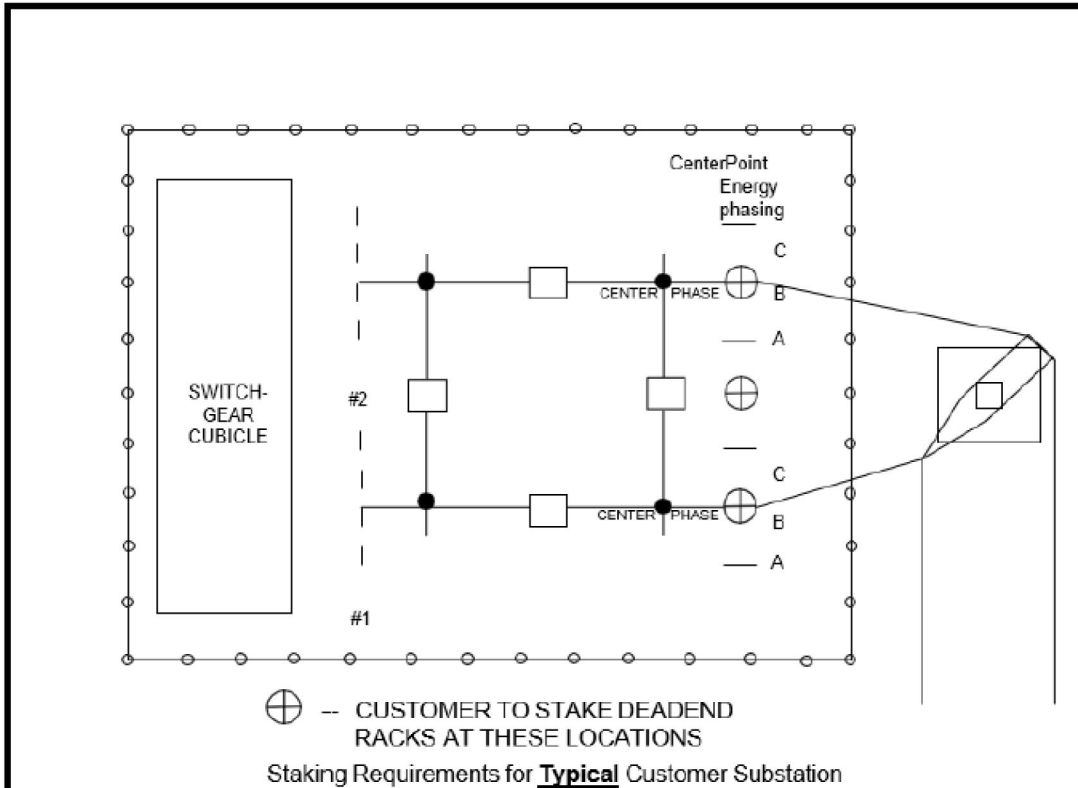 CenterPoint
Energy
phasing
C
CENTER PHASE B
A
SWITCH-
GEAR
CUBICLE
#2
C
CENTER PHASE B
A
#1
-- CUSTOMER TO STAKE DEADEND
RACKS AT THESE LOCATIONS
Staking Requirements for Typical Customer Substation